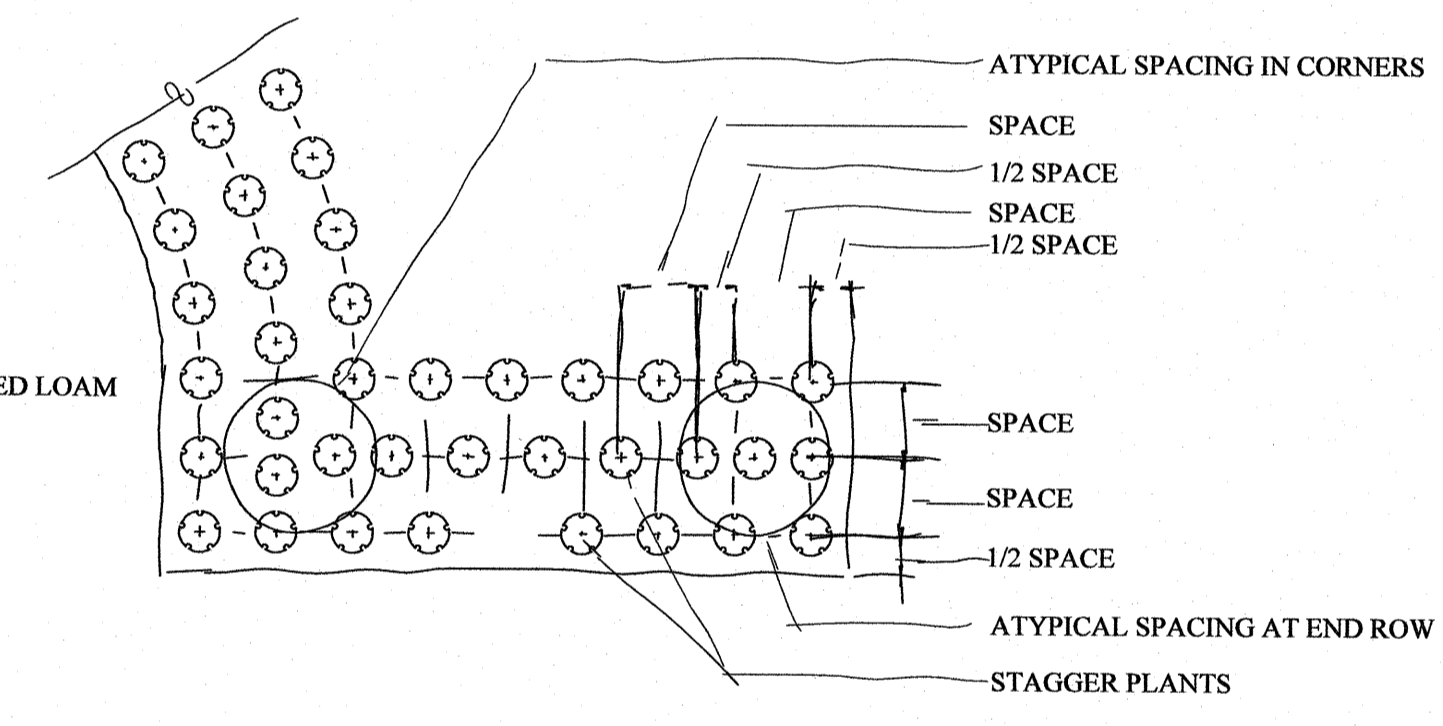 ATYPICAL SPACING IN CORNERS
SPACE
1/2 SPACE
SPACE
1/2 SPACE
ED LOAM
SPACE
SPACE
1/2 SPACE
ATYPICAL SPACING AT END ROW
STAGGER PLANTS